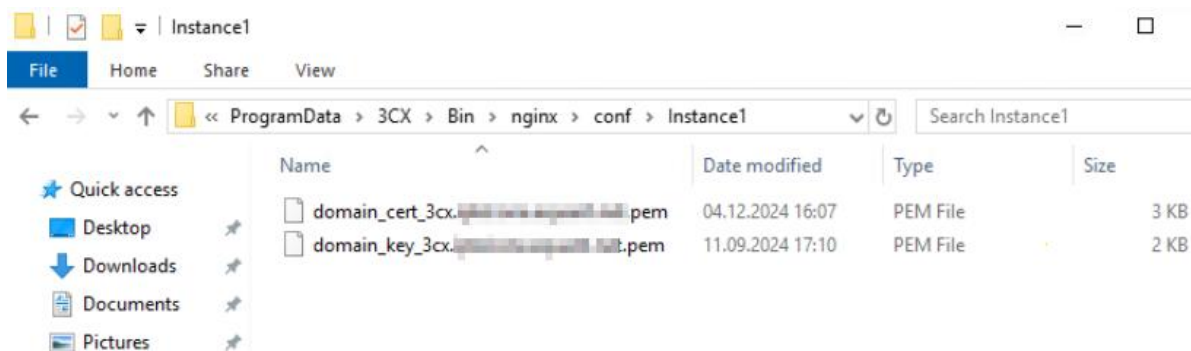 Instance1
File Home Share View
« ProgramData > 3CX > Bin > nginx > conf > Instance1 Search Instance1
Name Date modified Type Size
Quick access
domain_cert_3cx. .pem 04.12.2024 16:07 PEM File 3 KB
Desktop
domain_key_3cx. .pem 11.09.2024 17:10 PEM File 2 KB
Downloads
Documents
Pictures